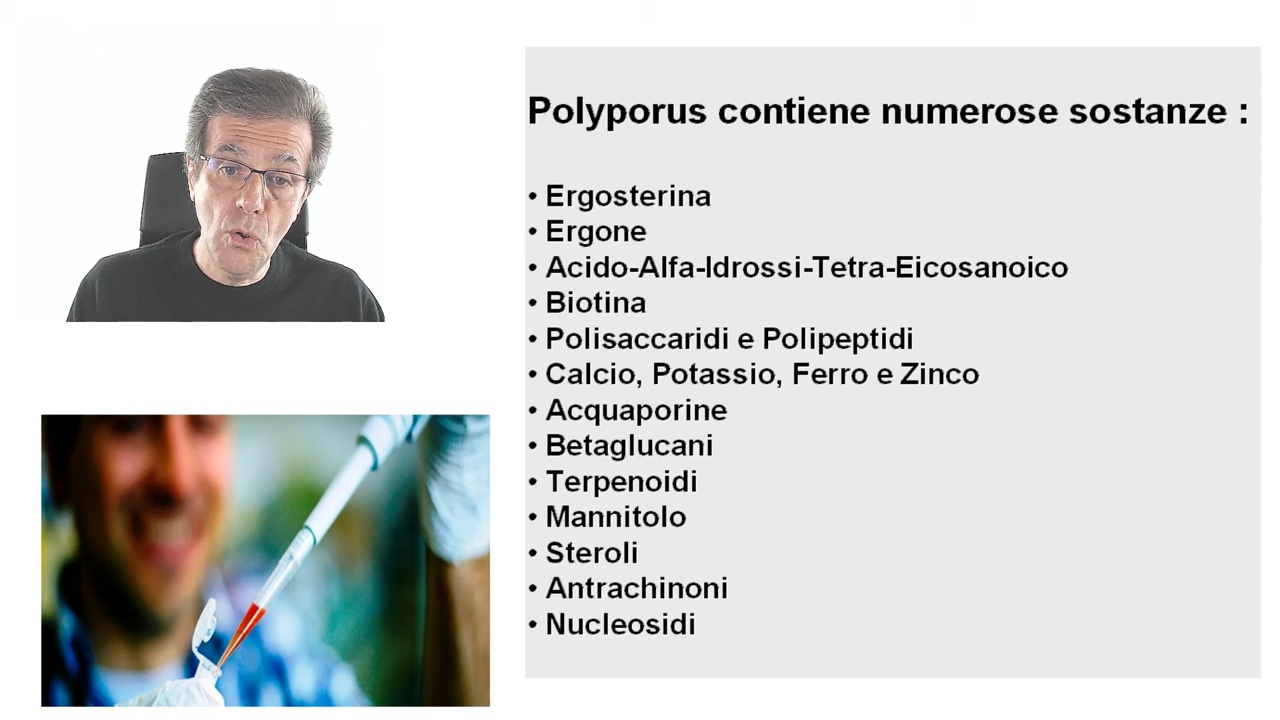 Polyporus contiene numerose sostanze :
• Ergosterina
• Ergone
• Acido-Alfa-Idrossi-Tetra-Eicosanoico
• Biotina
• Polisaccaridi e Polipeptidi
• Calcio, Potassio, Ferro e Zinco
• Acquaporine
• Betaglucani
• Terpenoidi
• Mannitolo
• Steroli
• Antrachinoni
• Nucleosidi